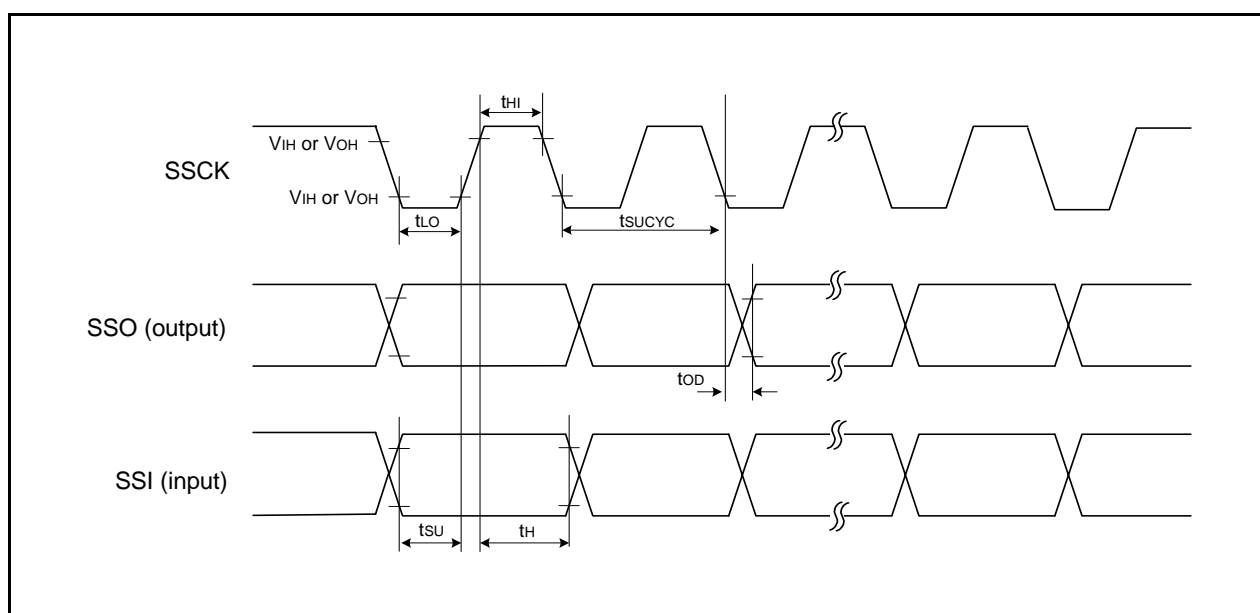 tHI
VIH or VOH
SSCK
VIH or VOH
tLO
tSUCYC
SSO (output)
tOD
SSI (input)
tSU
tH